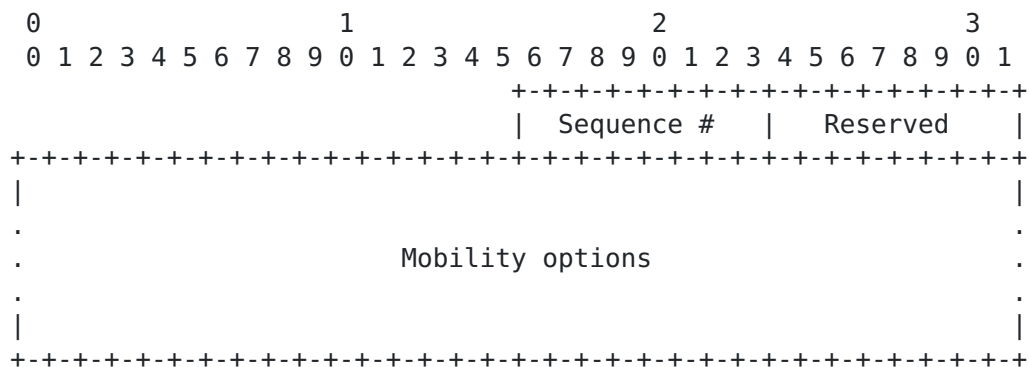 0                   1                   2                   3
 0 1 2 3 4 5 6 7 8 9 0 1 2 3 4 5 6 7 8 9 0 1 2 3 4 5 6 7 8 9 0 1
                                +-+-+-+-+-+-+-+-+-+-+-+-+-+-+-+-+
                                |  Sequence #   |   Reserved    |
+-+-+-+-+-+-+-+-+-+-+-+-+-+-+-+-+-+-+-+-+-+-+-+-+-+-+-+-+-+-+-+-+
|                                                               |
.                                                               .
.                        Mobility options                       .
.                                                               .
|                                                               |
+-+-+-+-+-+-+-+-+-+-+-+-+-+-+-+-+-+-+-+-+-+-+-+-+-+-+-+-+-+-+-+-+